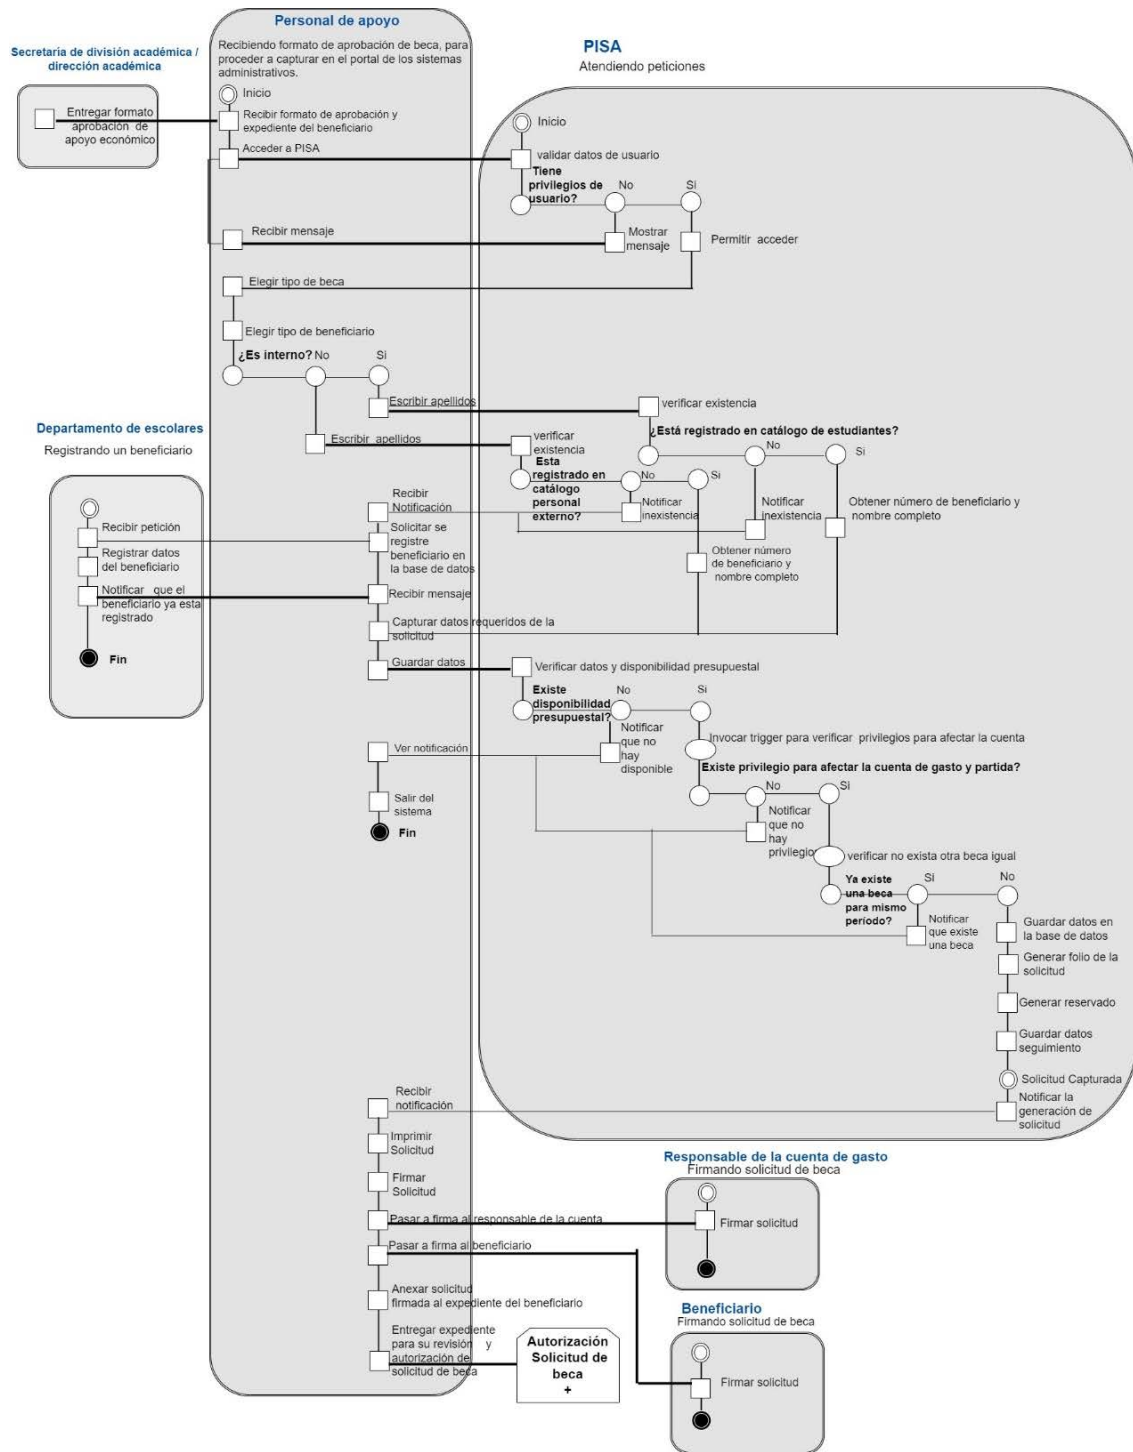 Personal de apoyo
Recibiendo formato de aprobación de beca, para
proceder a capturar en el portal de los sistemas
administrativos.
Secretaria de división académica /
dirección académica
PISA
Atendiendo peticiones
Inicio
Entregar formato
aprobación de
apoyo económico
Recibir formato de aprobación y
expediente del beneficiario
Acceder a PISA
Inicio
validar datos de usuario
Tiene
privilegios de
usuario?
No
Si
Recibir mensaje
Mostrar
mensaje
Permitir acceder
Elegir tipo de beca
Elegir tipo de beneficiario
¿Es interno?
No
Si
Escribir apellidos
verificar existencia
¿Está registrado en catálogo de estudiantes?
No
Si
Escribir apellidos
verificar
existencia
Esta
registrado en
catálogo
personal
externo?
No
Si
Notificar
inexistencia
Notificar
inexistencia
Obtener número de beneficiario y
nombre completo
Obtener número
de beneficiario y
nombre completo
Departamento de escolares
Registrando un beneficiario
Recibir petición
Registrar datos
del beneficiario
Notificar que el
beneficiario ya esta
registrado
Fin
Recibir
Notificación
Solicitar se
registre
beneficiario en
la base de datos
Recibir mensaje
Capturar datos requeridos de la
solicitud
Guardar datos
Verificar datos y disponibilidad presupuestal
Existe
disponibilidad
presupuestal?
No
Si
Notificar
que no
hay
disponible
Invocar trigger para verificar privilegios para afectar la cuenta
Existe privilegio para afectar la cuenta de gasto y partida?
Ver notificación
No
Si
Salir del
sistema
Fin
Notificar
que no
hay
privilegios
verificar no exista otra beca igual
Ya existe
una beca
para mismo
período?
Si
No
Notificar
que existe
una beca
Guardar datos en
la base de datos
Generar folio de la
solicitud
Generar reservado
Guardar datos
seguimiento
Solicitud Capturada
Notificar la
generación de
solicitud
Recibir
notificación
Imprimir
Solicitud
Firmar
Solicitud
Pasar a firma al responsable de la cuenta
Pasar a firma al beneficiario
Anexar solicitud
firmada al expediente del beneficiario
Entregar expediente
para su revisión y
autorización de
solicitud de beca
Autorización
Solicitud de
beca
+
Responsable de la cuenta de gasto
Firmando solicitud de beca
Firmar solicitud
Beneficiario
Firmando solicitud de beca
Firmar solicitud